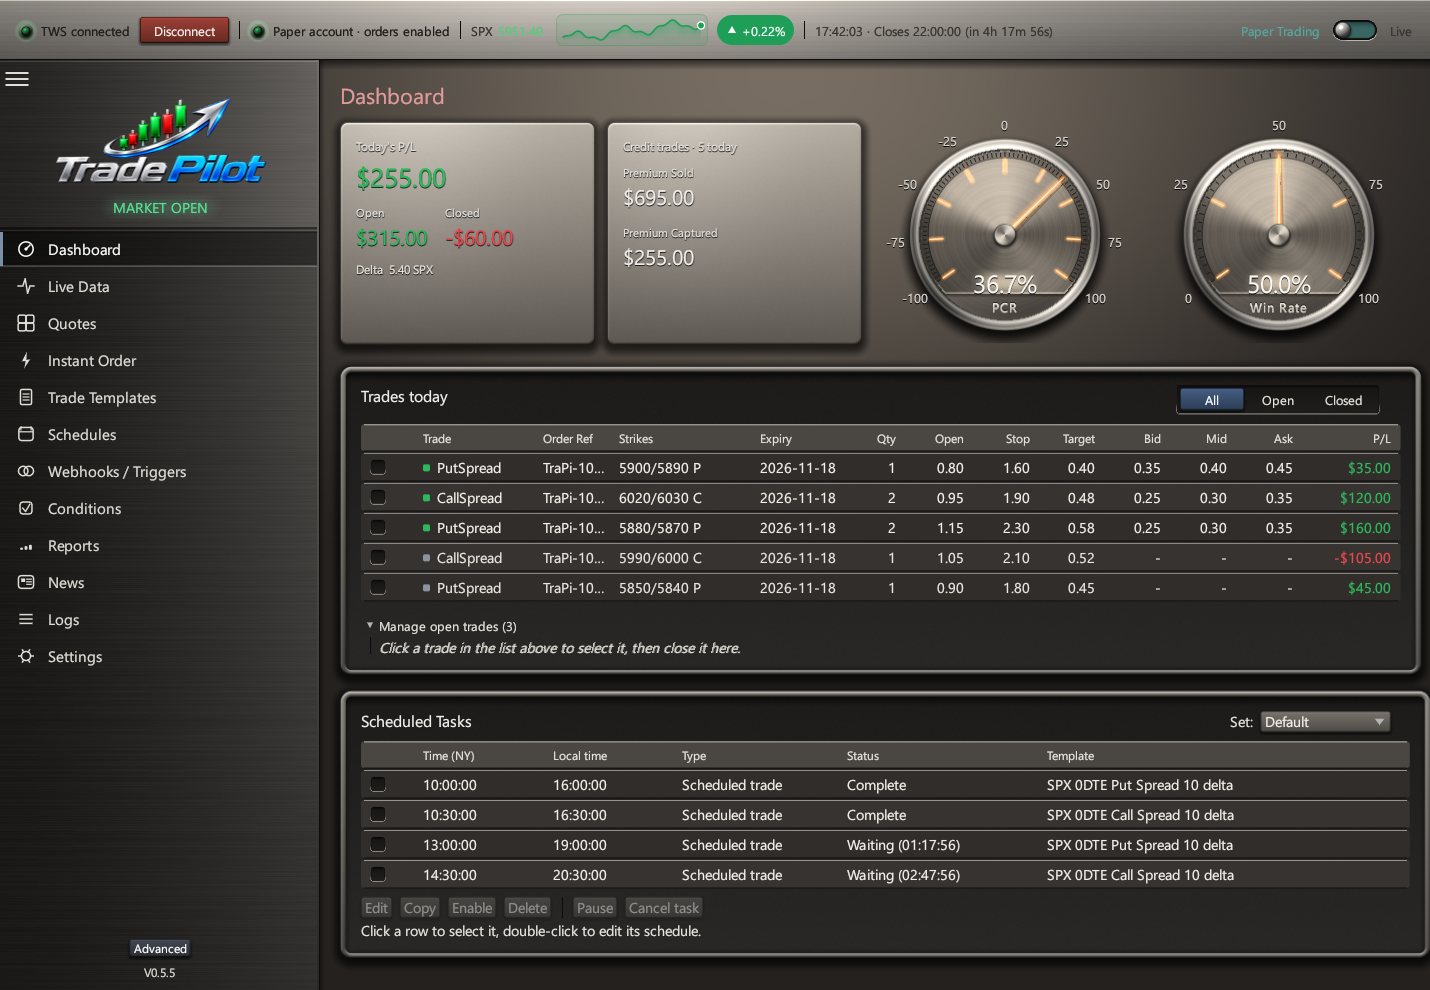 TWS connected Disconnect Paper account · orders enabled SPX +0.22% 17:42:03 · Closes 22:00:00 (in 4h 17m 56s) Paper Trading Live
TradePilot
MARKET OPEN
Dashboard
Live Data
Quotes
Instant Order
Trade Templates
Schedules
Webhooks / Triggers
Conditions
Reports
News
Logs
Settings
Advanced
V0.5.5
Dashboard
Today's P/L
$255.00
Open Closed
$315.00 -$60.00
Delta 5.40 SPX
Credit trades - 5 today
Premium Sold
$695.00
Premium Captured
$255.00
0
-25 25
-50 50
-75 75
-100 100
36.7%
PCR
50
25 75
0 100
50.0%
Win Rate
Trades today All Open Closed
Trade Order Ref Strikes Expiry Qty Open Stop Target Bid Mid Ask P/L
PutSpread TraPi-10... 5900/5890 P 2026-11-18 1 0.80 1.60 0.40 0.35 0.40 0.45 $35.00
CallSpread TraPi-10... 6020/6030 C 2026-11-18 2 0.95 1.90 0.48 0.25 0.30 0.35 $120.00
PutSpread TraPi-10... 5880/5870 P 2026-11-18 2 1.15 2.30 0.58 0.25 0.30 0.35 $160.00
CallSpread TraPi-10... 5990/6000 C 2026-11-18 1 1.05 2.10 0.52 - - - -$105.00
PutSpread TraPi-10... 5850/5840 P 2026-11-18 1 0.90 1.80 0.45 - - - $45.00
Manage open trades (3)
Click a trade in the list above to select it, then close it here.
Scheduled Tasks Set: Default
Time (NY) Local time Type Status Template
10:00:00 16:00:00 Scheduled trade Complete SPX 0DTE Put Spread 10 delta
10:30:00 16:30:00 Scheduled trade Complete SPX 0DTE Call Spread 10 delta
13:00:00 19:00:00 Scheduled trade Waiting (01:17:56) SPX 0DTE Put Spread 10 delta
14:30:00 20:30:00 Scheduled trade Waiting (02:47:56) SPX 0DTE Call Spread 10 delta
Edit Copy Enable Delete Pause Cancel task
Click a row to select it, double-click to edit its schedule.